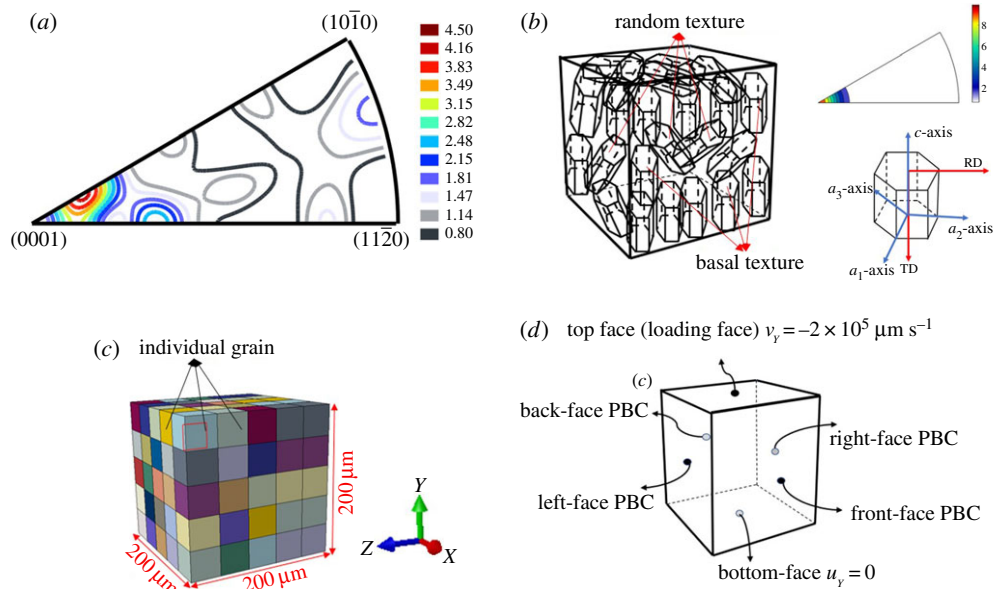 (a)
(101̅0)
4.50
4.16
3.83
3.49
3.15
2.82
2.48
2.15
1.81
1.47
1.14
0.80
(0001)
(112̅0)
(b)
random texture
basal texture
8
6
4
2
c-axis
RD
a3-axis
a2-axis
a1-axis
TD
(c)
individual grain
200 µm
200 µm
200 µm
Y
Z
X
(d) top face (loading face) vY = –2 × 10⁵ µm s⁻¹
(c)
back-face PBC
right-face PBC
left-face PBC
front-face PBC
bottom-face uY = 0